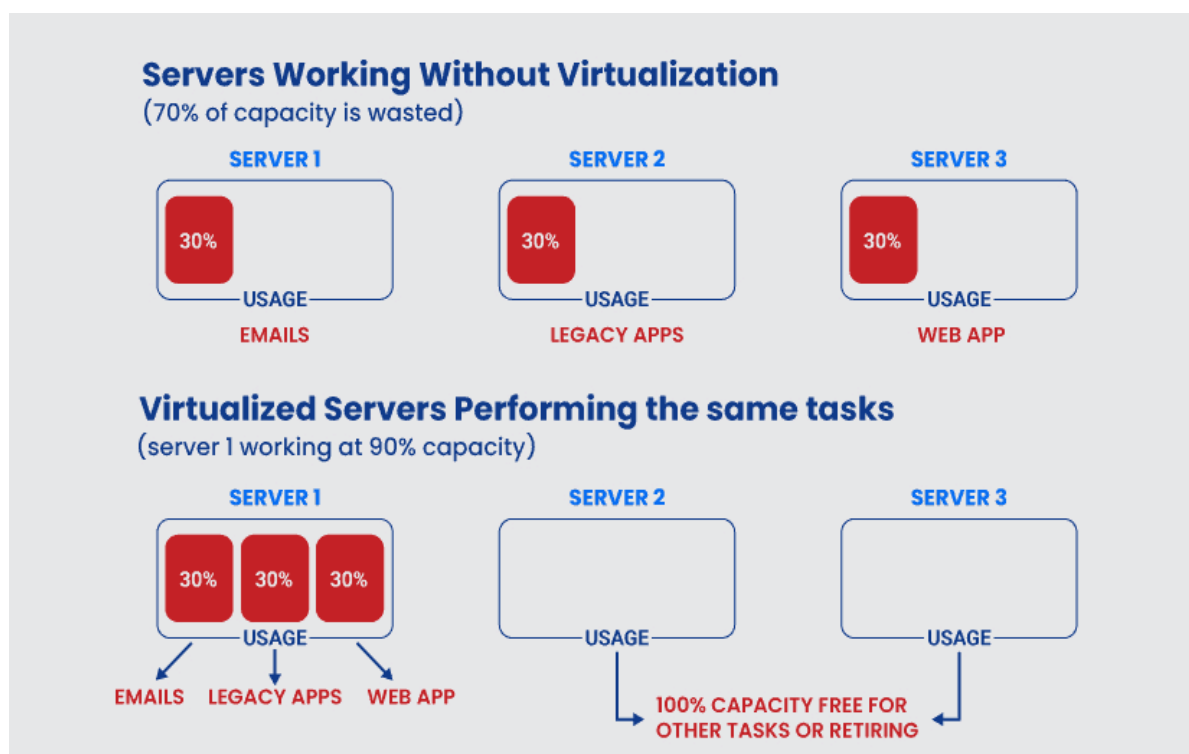 Servers Working Without Virtualization
(70% of capacity is wasted)
SERVER 1
SERVER 2
SERVER 3
30%
30%
30%
USAGE
USAGE
USAGE
EMAILS
LEGACY APPS
WEB APP
Virtualized Servers Performing the same tasks
(server 1 working at 90% capacity)
SERVER 1
SERVER 2
SERVER 3
30%
30%
30%
USAGE
USAGE
USAGE
EMAILS
LEGACY APPS
WEB APP
100% CAPACITY FREE FOR
OTHER TASKS OR RETIRING